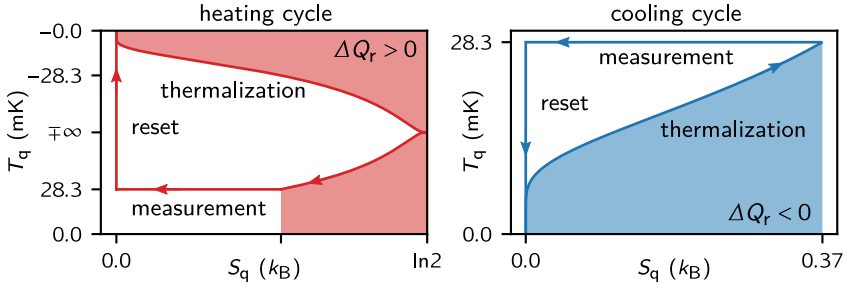 heating cycle
−0.0
−28.3
∓∞
28.3
0.0
T_q (mK)
ΔQ_r > 0
thermalization
reset
measurement
0.0
ln2
S_q (k_B)
cooling cycle
28.3
0.0
T_q (mK)
measurement
reset
thermalization
ΔQ_r < 0
0.0
0.37
S_q (k_B)